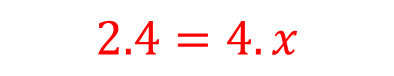 2.4 = 4. x